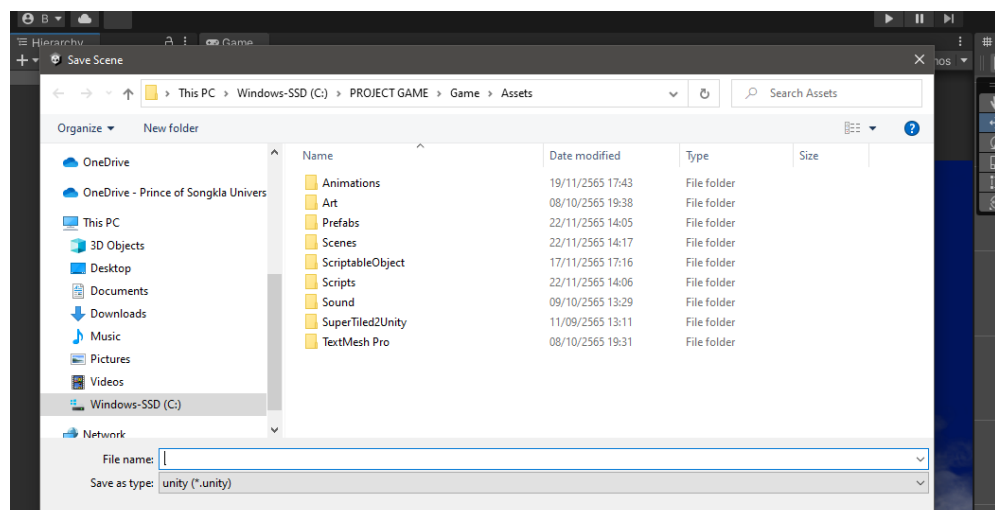 B
Hierarchy
Game
Save Scene
This PC > Windows-SSD (C:) > PROJECT GAME > Game > Assets
Search Assets
Organize
New folder
Name
Date modified
Type
Size
OneDrive
OneDrive - Prince of Songkla Univers
This PC
3D Objects
Desktop
Documents
Downloads
Music
Pictures
Videos
Windows-SSD (C:)
Network
Animations 19/11/2565 17:43 File folder
Art 08/10/2565 19:38 File folder
Prefabs 22/11/2565 14:05 File folder
Scenes 22/11/2565 14:17 File folder
ScriptableObject 17/11/2565 17:16 File folder
Scripts 22/11/2565 14:06 File folder
Sound 09/10/2565 13:29 File folder
SuperTiled2Unity 11/09/2565 13:11 File folder
TextMesh Pro 08/10/2565 19:31 File folder
File name:
Save as type: unity (*.unity)